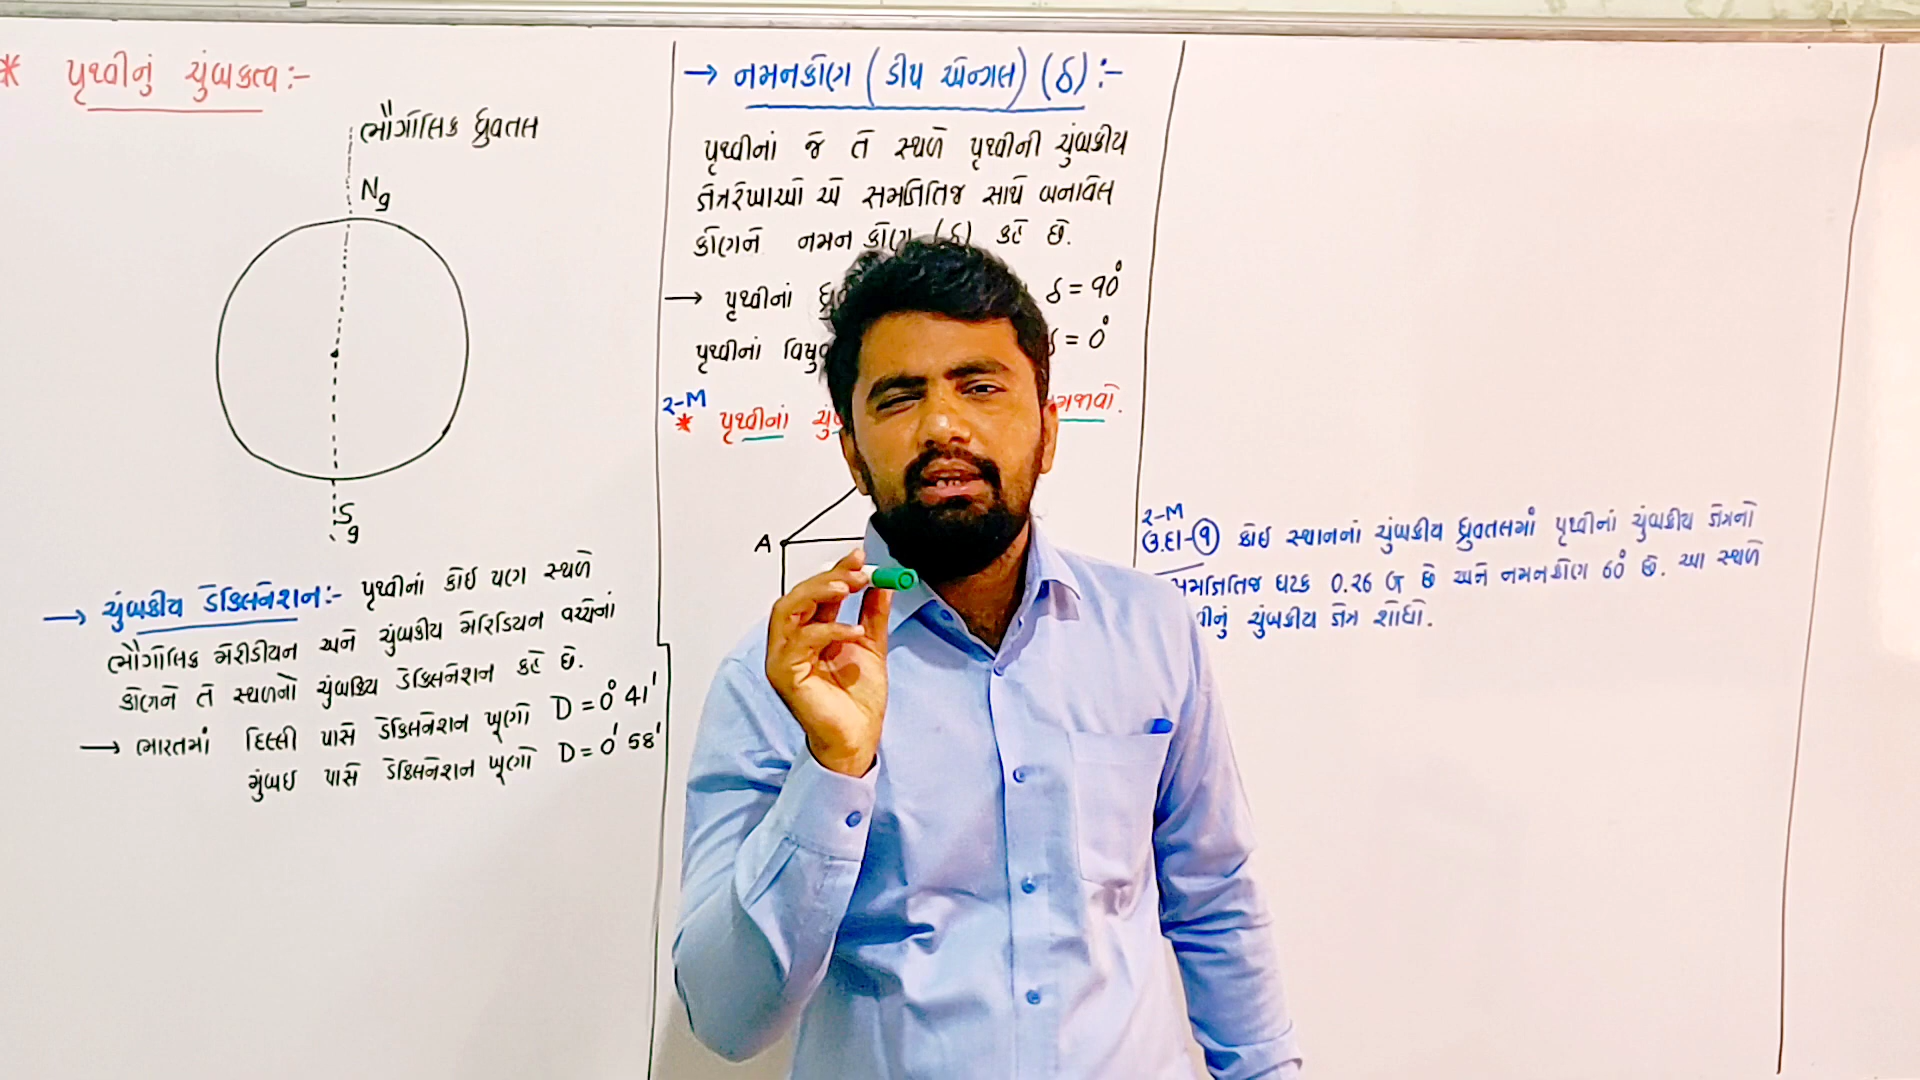 * પૃથ્વીનું ચુંબકત્વ:-
ભૌગોલિક ધ્રુવતલ
Ng
Sg
→ ચુંબકીય ડેક્લિનેશન:- પૃથ્વીનાં કોઈ પણ સ્થળે
ભૌગોલિક મેરીડીયન અને ચુંબકીય મેરિડિયન વચ્ચેનાં
કોણને તે સ્થળનો ચુંબકિય ડેક્લિનેશન કહે છે.
→ ભારતમાં દિલ્લી પાસે ડેક્લિનેશન ખૂણો D = 0° 41'
મુંબઇ પાસે ડેક્લિનેશન ખૂણો D = 0' 58'
→ નમનકોણ (ડીપ એન્ગલ) (δ):-
પૃથ્વીનાં જે તે સ્થળે પૃથ્વીની ચુંબકીય
ક્ષેત્રરેખાઓ એ સમક્ષિતિજ સાથે બનાવેલ
કોણને નમન કોણ (δ) કહે છે.
→ પૃથ્વીનાં δ = 90°
પૃથ્વીનાં = 0°
2-M
* પૃથ્વીનાં
A
2-M
ઉ.દા-① કોઇ સ્થાનનાં ચુંબકીય ધ્રુવતલમાં પૃથ્વીનાં ચુંબકીય ક્ષેત્રનો
ઘટક 0.26 G છે અને નમનકોણ 60° છે. આ સ્થળે
ચુંબકીય ક્ષેત્ર શોધો.